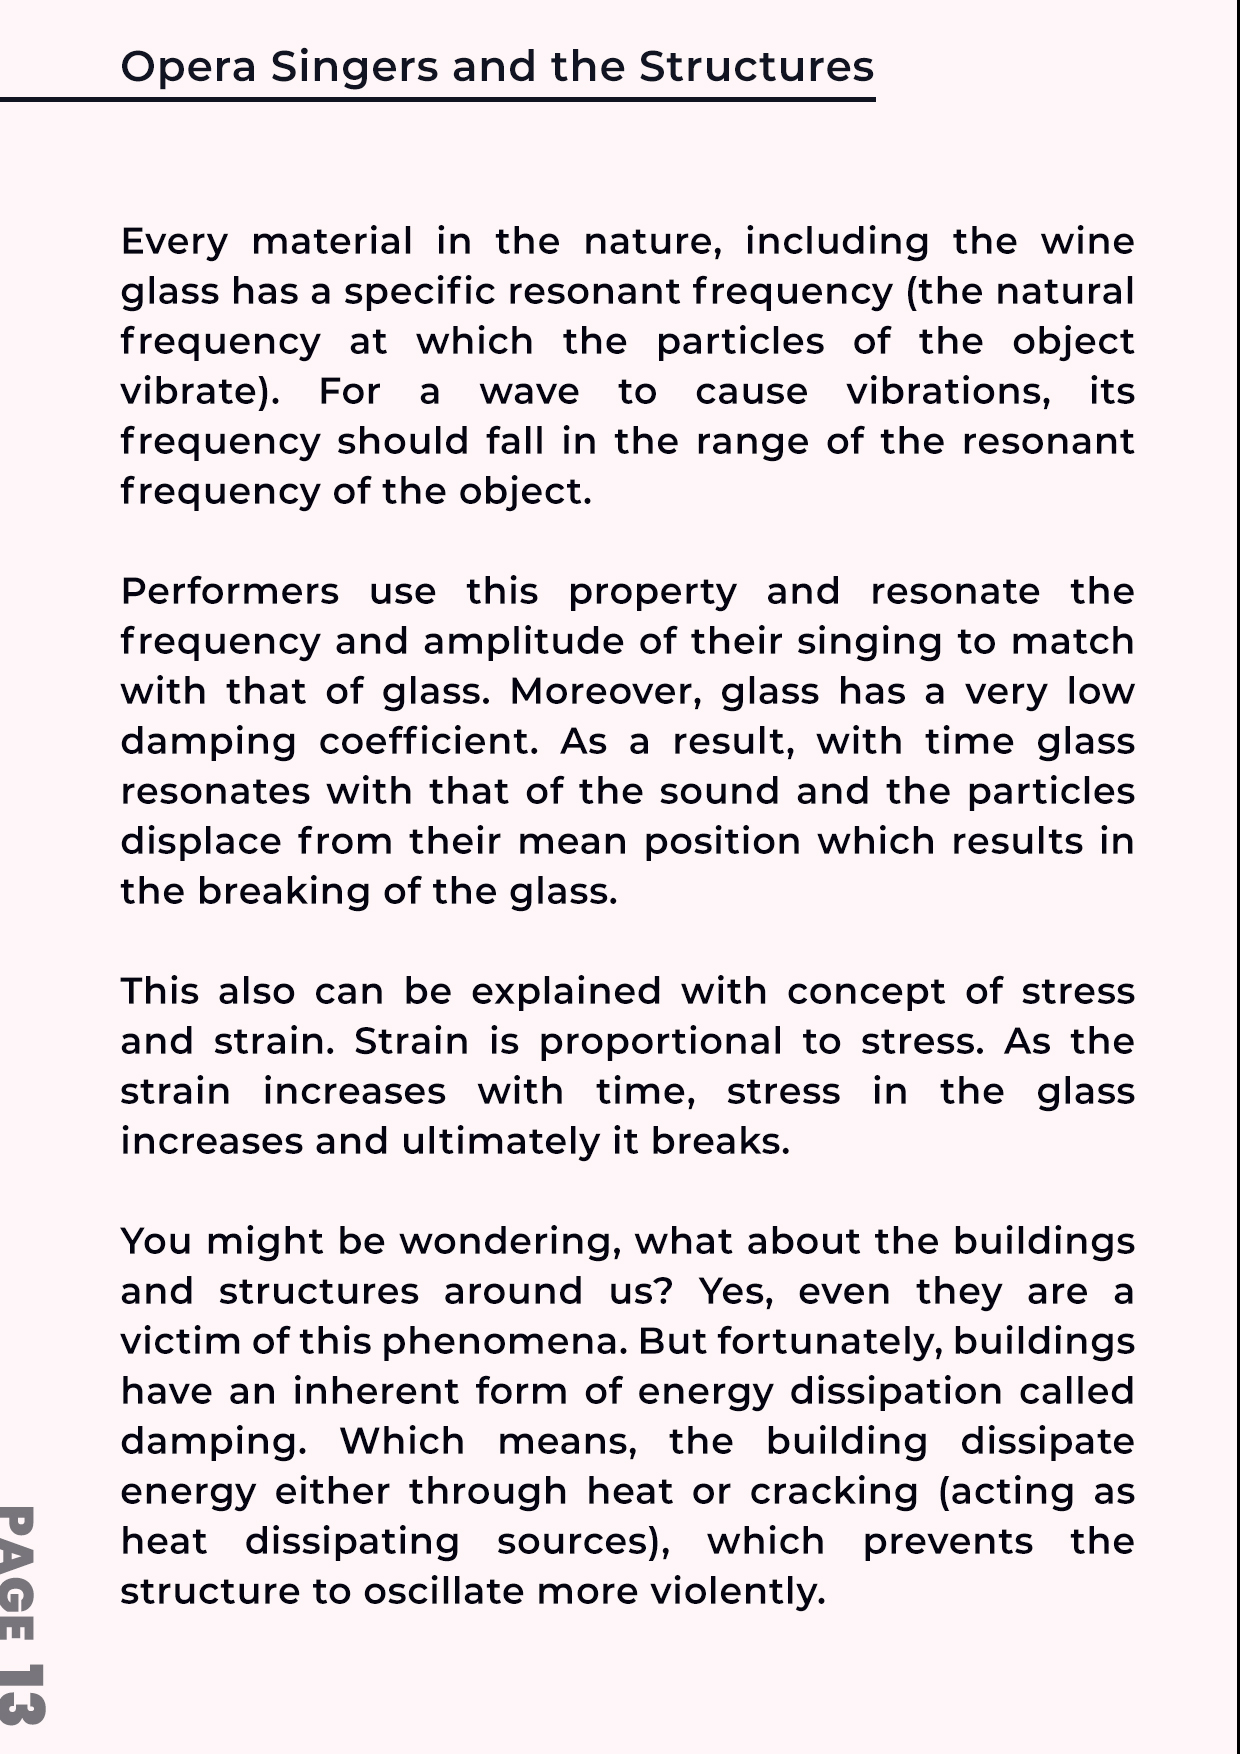 Opera Singers and the Structures
Every material in the nature, including the wine
glass has a specific resonant frequency (the natural
frequency at which the particles of the object
vibrate). For a wave to cause vibrations, its
frequency should fall in the range of the resonant
frequency of the object.
Performers use this property and resonate the
frequency and amplitude of their singing to match
with that of glass. Moreover, glass has a very low
damping coefficient. As a result, with time glass
resonates with that of the sound and the particles
displace from their mean position which results in
the breaking of the glass.
This also can be explained with concept of stress
and strain. Strain is proportional to stress. As the
strain increases with time, stress in the glass
increases and ultimately it breaks.
You might be wondering, what about the buildings
and structures around us? Yes, even they are a
victim of this phenomena. But fortunately, buildings
have an inherent form of energy dissipation called
damping. Which means, the building dissipate
energy either through heat or cracking (acting as
heat dissipating sources), which prevents the
structure to oscillate more violently.
PAGE 13